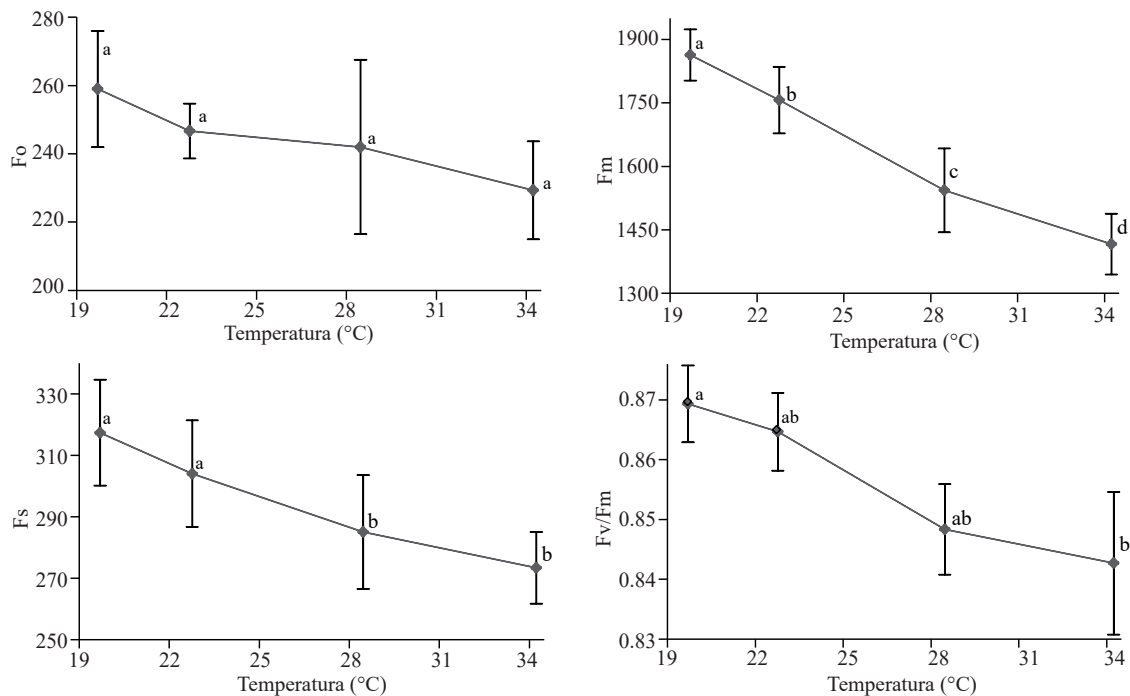 280
260
240
220
200
Fo
a
a
a
a
19 22 25 28 31 34
Temperatura (°C)
1900
1750
1600
1450
1300
Fm
a
b
c
d
19 22 25 28 31 34
Temperatura (°C)
330
310
290
270
250
Fs
a
a
b
b
19 22 25 28 31 34
Temperatura (°C)
0.87
0.86
0.85
0.84
0.83
Fv/Fm
a
ab
ab
b
19 22 25 28 31 34
Temperatura (°C)